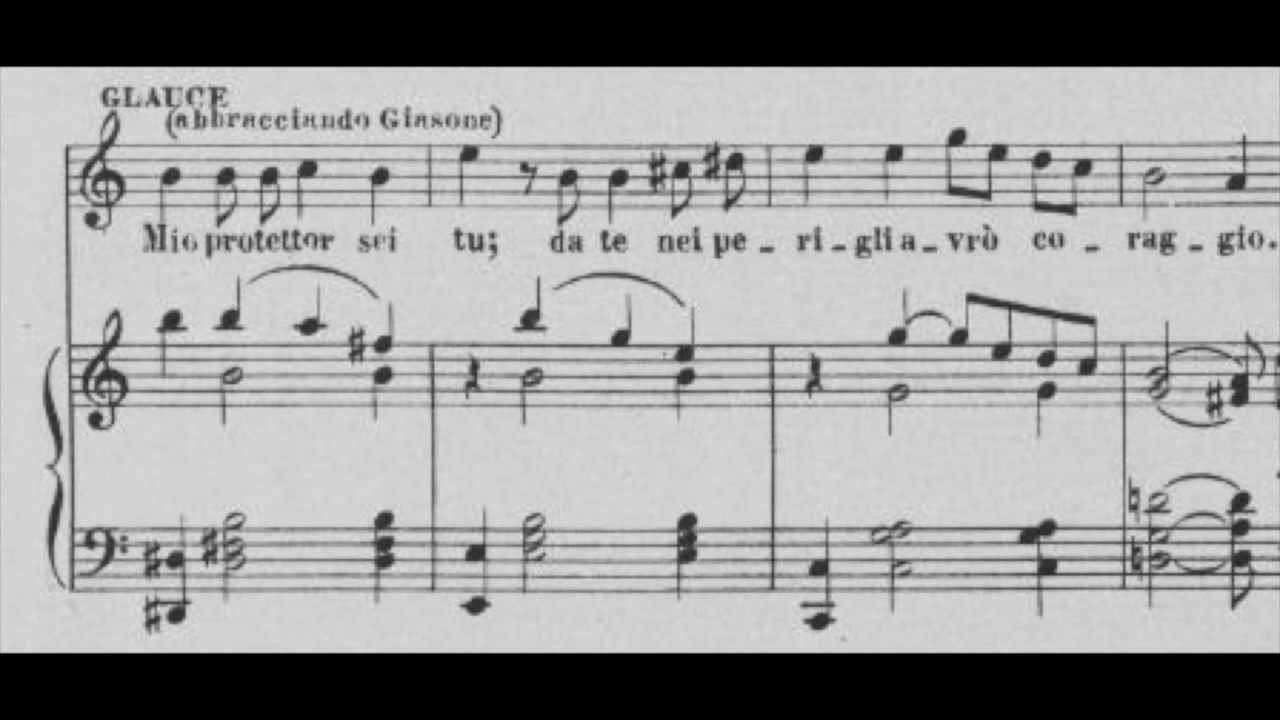 GLAUCE
(abbracciando Giasone)
Mio protettor sei tu; da te nei pe - ri - gli a - vrò co - rag - gio.